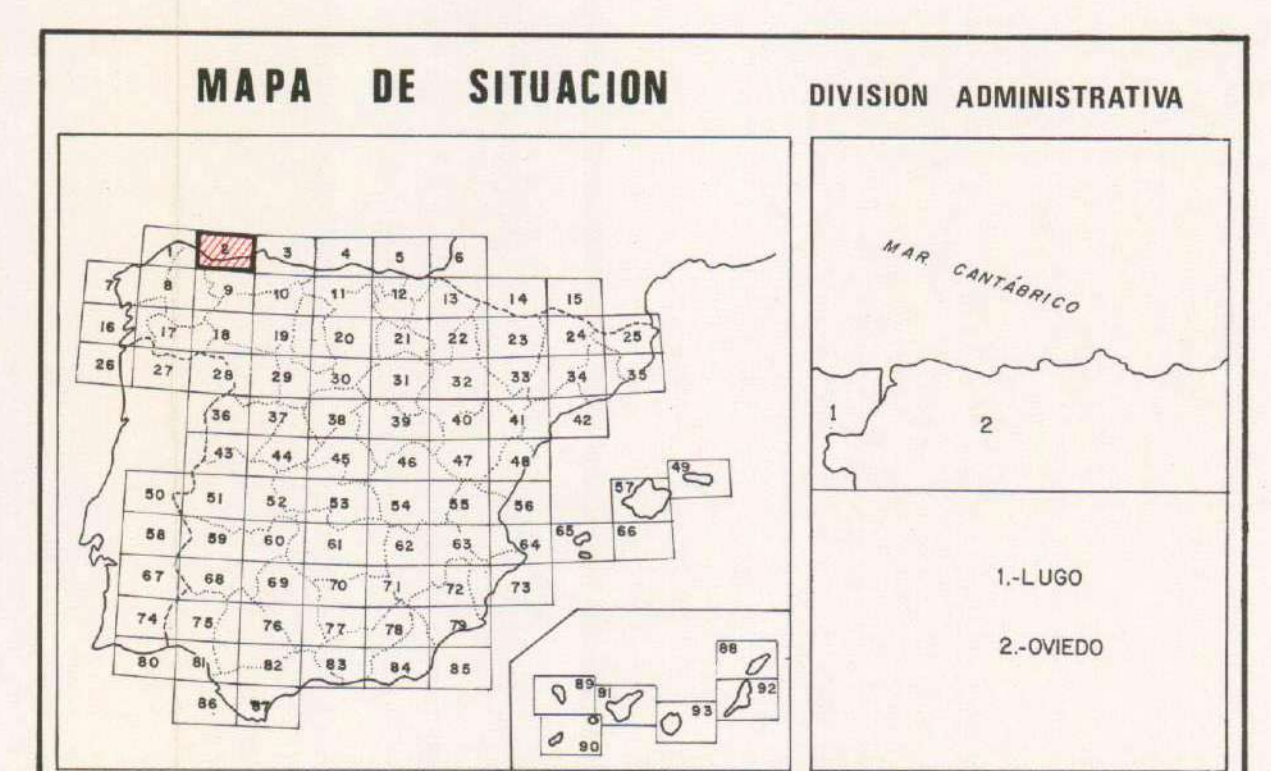 MAPA DE SITUACION
1 2 3 4 5 6
7 8 9 10 11 12 13 14 15
16 17 18 19 20 21 22 23 24 25
26 27 28 29 30 31 32 33 34 35
36 37 38 39 40 41 42
43 44 45 46 47 48 49
50 51 52 53 54 55 56 57
58 59 60 61 62 63 64 65 66
67 68 69 70 71 72 73
74 75 76 77 78 79
80 81 82 83 84 85
86 87
88
89 91 93 92
90
DIVISION ADMINISTRATIVA
MAR CANTÁBRICO
1
2
1.-LUGO
2.-OVIEDO